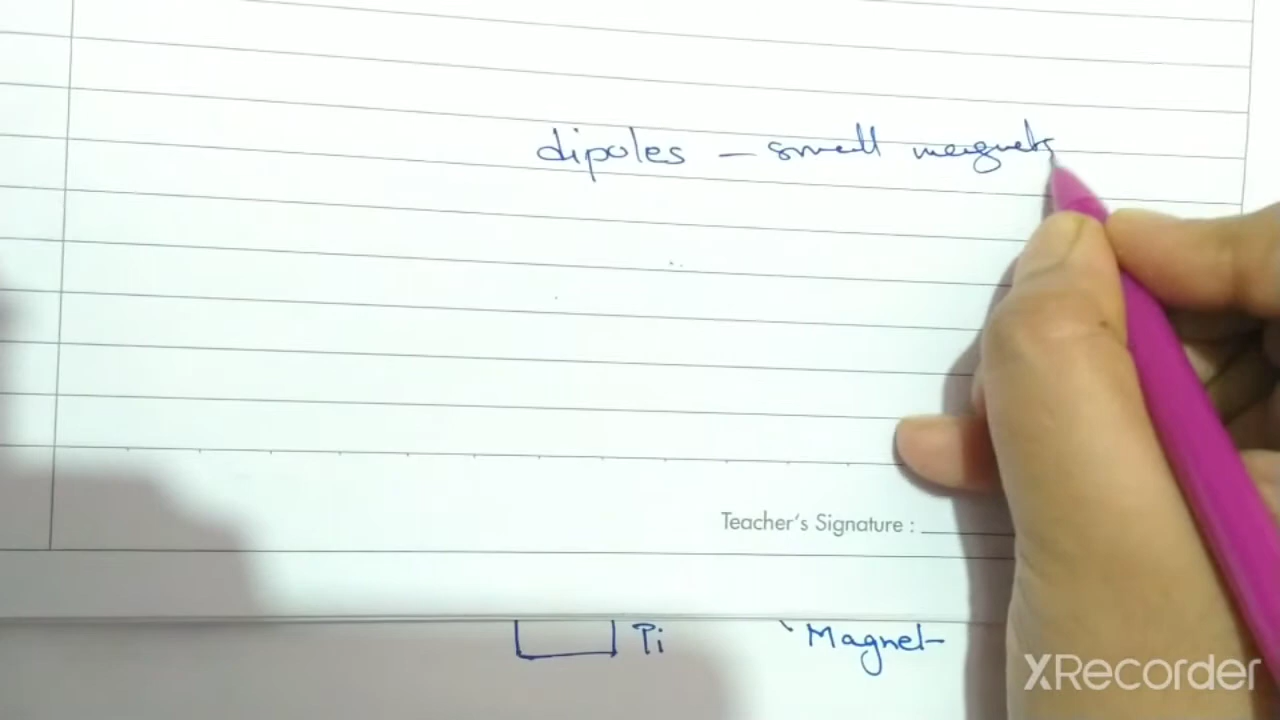 dipoles – small magnets
Teacher's Signature :
Pi Magnet
XRecorder